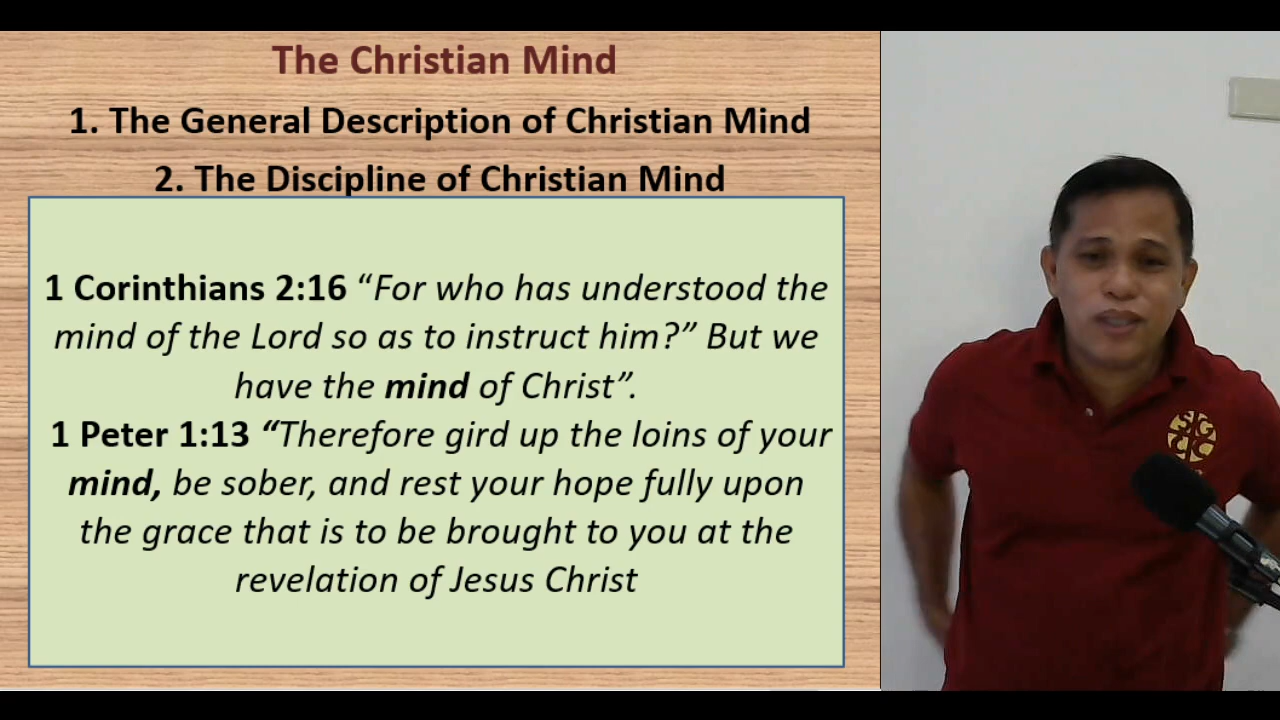 The Christian Mind
1. The General Description of Christian Mind
2. The Discipline of Christian Mind
1 Corinthians 2:16 “For who has understood the
mind of the Lord so as to instruct him?” But we
have the mind of Christ”.
1 Peter 1:13 “Therefore gird up the loins of your
mind, be sober, and rest your hope fully upon
the grace that is to be brought to you at the
revelation of Jesus Christ
SG
CC